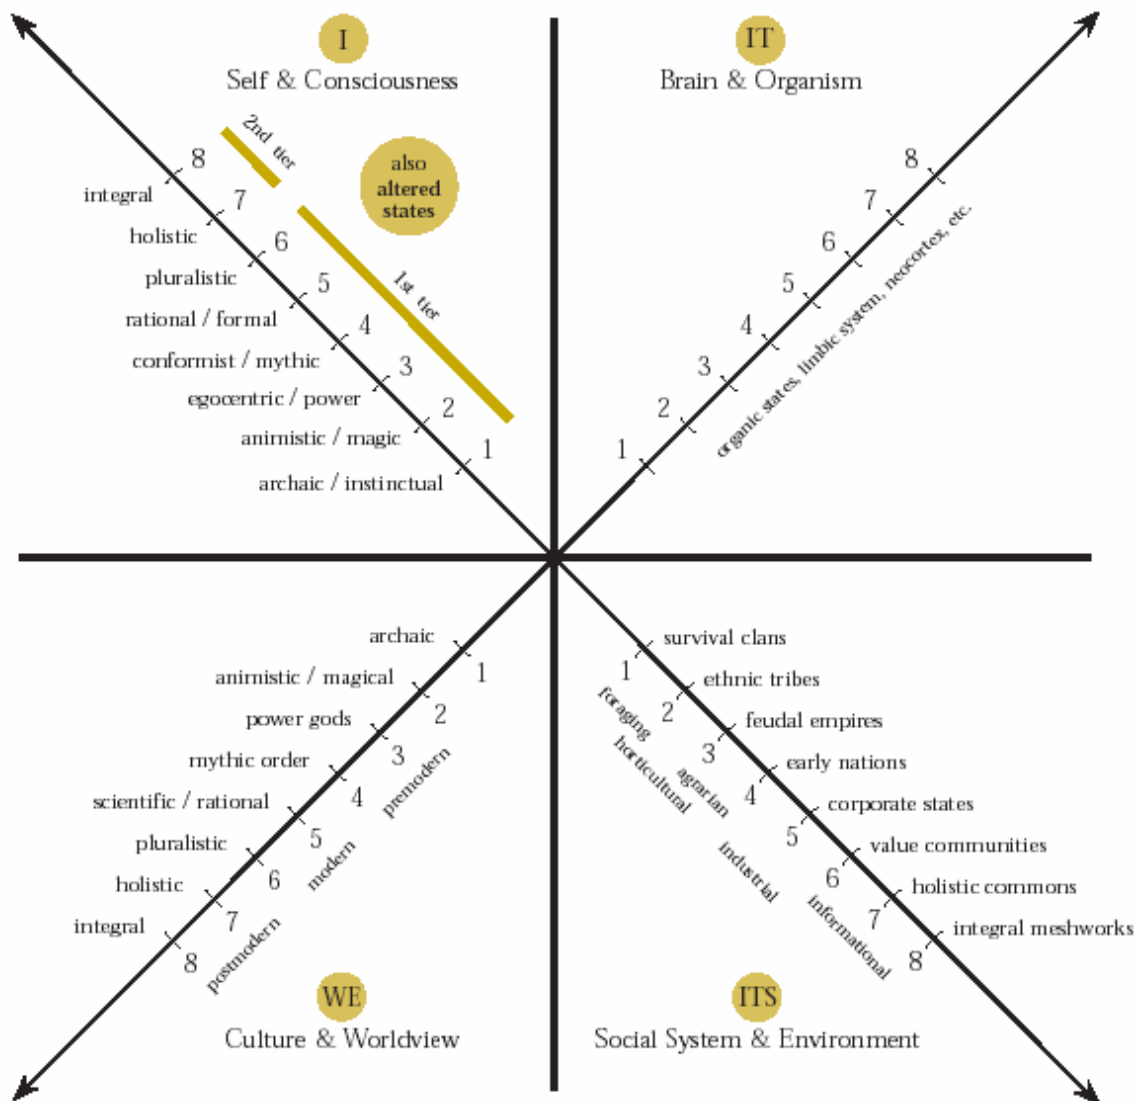 I
Self & Consciousness
2nd tier
also
altered
states
1st tier
8
integral
7
holistic
6
pluralistic
5
rational / formal
4
conformist / mythic
3
egocentric / power
2
animistic / magic
1
archaic / instinctual
IT
Brain & Organism
8
7
6
5
4
3
2
1
organic states, limbic system, neocortex, etc.
archaic
1
animistic / magical
2
power gods
3
mythic order
4
scientific / rational
5
pluralistic
6
holistic
7
integral
8
premodern
modern
postmodern
WE
Culture & Worldview
survival clans
1
ethnic tribes
2
feudal empires
3
early nations
4
corporate states
5
value communities
6
holistic commons
7
integral meshworks
8
foraging
horticultural
agrarian
industrial
informational
ITS
Social System & Environment